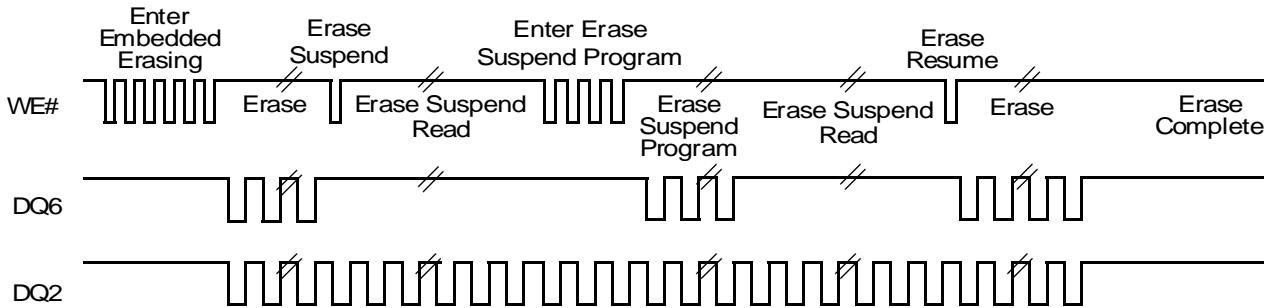 Enter
Embedded
Erasing
Erase
Suspend
Enter Erase
Suspend Program
Erase
Resume
WE#
Erase
Erase Suspend
Read
Erase
Suspend
Program
Erase Suspend
Read
Erase
Erase
Complete
DQ6
DQ2